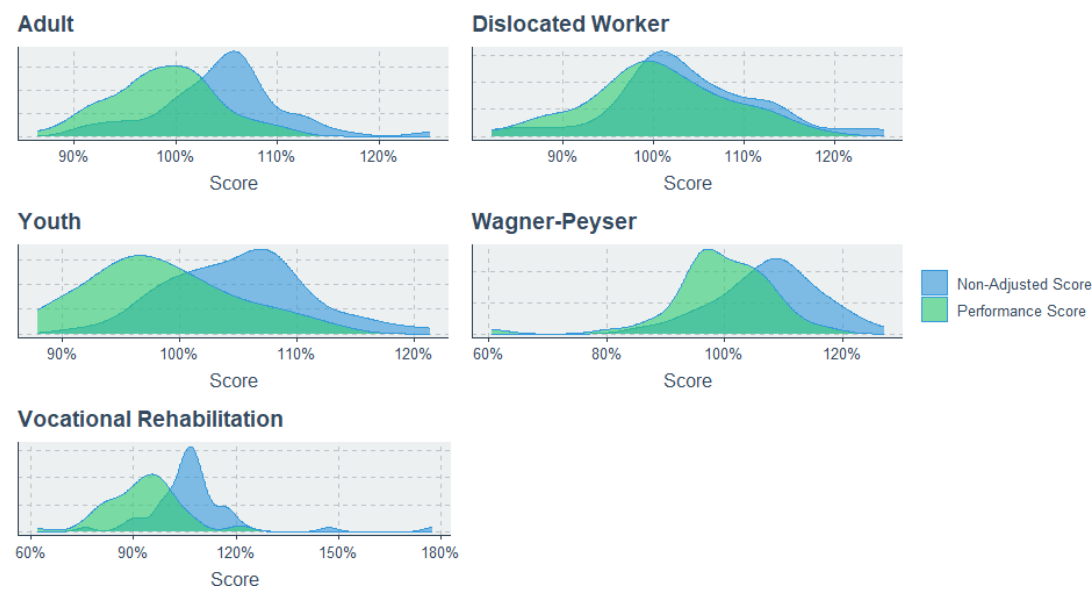 Adult
90% 100% 110% 120%
Score
Dislocated Worker
90% 100% 110% 120%
Score
Youth
90% 100% 110% 120%
Score
Wagner-Peyser
60% 80% 100% 120%
Score
Non-Adjusted Score
Performance Score
Vocational Rehabilitation
60% 90% 120% 150% 180%
Score